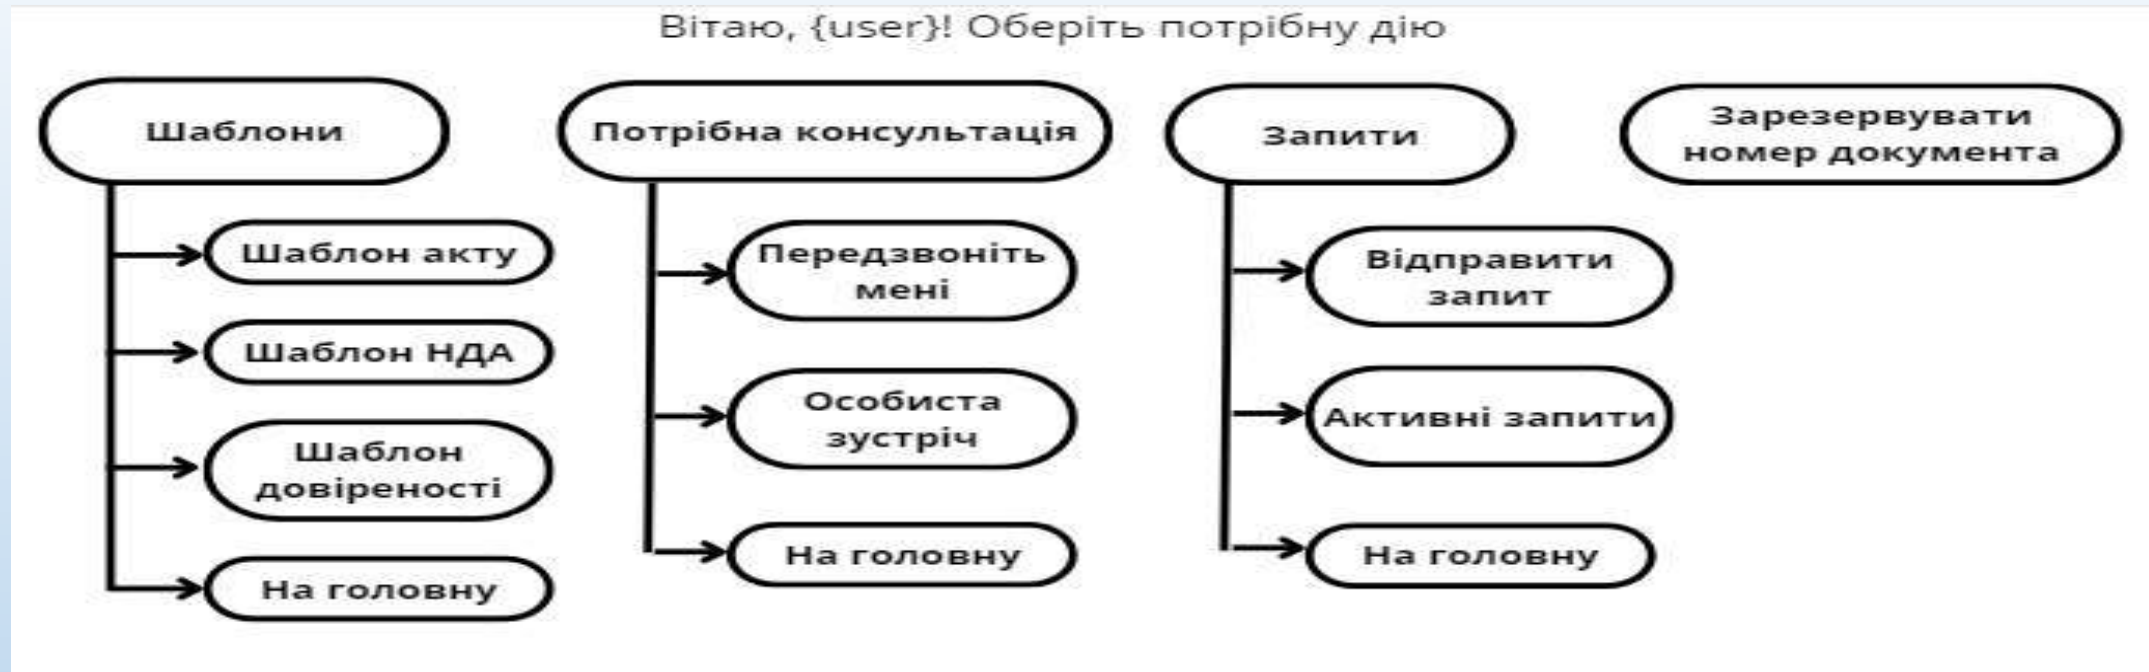 Вітаю, {user}! Оберіть потрібну дію
Шаблони
Шаблон акту
Шаблон НДА
Шаблон
довіреності
На головну
Потрібна консультація
Передзвоніть
мені
Особиста
зустріч
На головну
Запити
Відправити
запит
Активні запити
На головну
Зарезервувати
номер документа